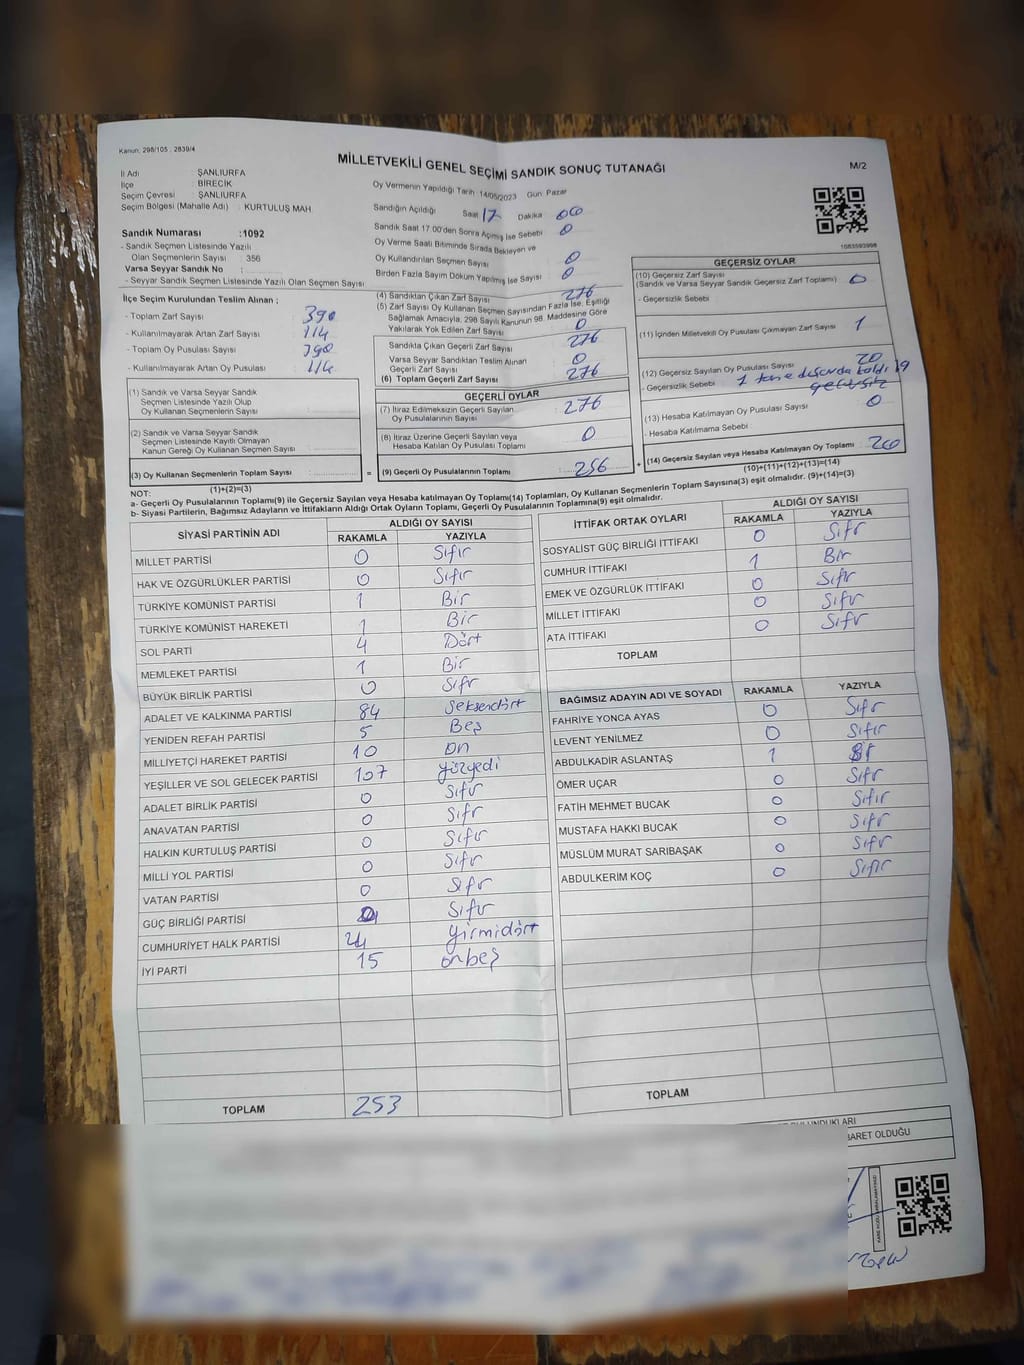 Kanun: 298/105 ; 2839/4
MİLLETVEKİLİ GENEL SEÇİMİ SANDIK SONUÇ TUTANAĞI
M/2
İl Adı : ŞANLIURFA
İlçe : BİRECİK
Seçim Çevresi : ŞANLIURFA
Seçim Bölgesi (Mahalle Adı) : KURTULUŞ MAH.
Sandık Numarası :1092
- Sandık Seçmen Listesinde Yazılı
Olan Seçmenlerin Sayısı : 356
Varsa Seyyar Sandık No :
- Seyyar Sandık Seçmen Listesinde Yazılı Olan Seçmen Sayısı
Oy Vermenin Yapıldığı Tarih: 14/05/2023 Gün: Pazar
Sandığın Açıldığı Saat 17 Dakika 00
Sandık Saat 17.00'den Sonra Açılmış İse Sebebi 0
Oy Verme Saati Bitiminde Sırada Bekleyen ve
Oy Kullandırılan Seçmen Sayısı 0
Birden Fazla Sayım Döküm Yapılmış İse Sayısı 0
1083593998
İlçe Seçim Kurulundan Teslim Alınan ;
- Toplam Zarf Sayısı 390
- Kullanılmayarak Artan Zarf Sayısı 114
- Toplam Oy Pusulası Sayısı 390
- Kullanılmayarak Artan Oy Pusulası 114
(1) Sandık ve Varsa Seyyar Sandık
Seçmen Listesinde Yazılı Olup
Oy Kullanan Seçmenlerin Sayısı
(2) Sandık ve Varsa Seyyar Sandık
Seçmen Listesinde Kayıtlı Olmayan
Kanun Gereği Oy Kullanan Seçmen Sayısı
(3) Oy Kullanan Seçmenlerin Toplam Sayısı :
(1)+(2)=(3)
(4) Sandıktan Çıkan Zarf Sayısı 276
(5) Zarf Sayısı Oy Kullanan Seçmen Sayısından Fazla İse, Eşitliği
Sağlamak Amacıyla, 298 Sayılı Kanunun 98. Maddesine Göre
Yakılarak Yok Edilen Zarf Sayısı 0
Sandıkta Çıkan Geçerli Zarf Sayısı 276
Varsa Seyyar Sandıktan Teslim Alınan
Geçerli Zarf Sayısı 0
(6) Toplam Geçerli Zarf Sayısı 276
GEÇERLİ OYLAR
(7) İtiraz Edilmeksizin Geçerli Sayılan
Oy Pusulalarının Sayısı 276
(8) İtiraz Üzerine Geçerli Sayılan veya
Hesaba Katılan Oy Pusulası Toplamı 0
= (9) Geçerli Oy Pusulalarının Toplamı : 256 +
GEÇERSİZ OYLAR
(10) Geçersiz Zarf Sayısı
(Sandık ve Varsa Seyyar Sandık Geçersiz Zarf Toplamı) 0
- Geçersizlik Sebebi
(11) İçinden Milletvekili Oy Pusulası Çıkmayan Zarf Sayısı 1
(12) Geçersiz Sayılan Oy Pusulası Sayısı 20
- Geçersizlik Sebebi 1 tane dışarıda kaldı 19
geçersiz
(13) Hesaba Katılmayan Oy Pusulası Sayısı 0
- Hesaba Katılmama Sebebi
(14) Geçersiz Sayılan veya Hesaba Katılmayan Oy Toplamı : 20
(10)+(11)+(12)+(13)=(14)
NOT:
a- Geçerli Oy Pusulalarının Toplamı(9) ile Geçersiz Sayılan veya Hesaba katılmayan Oy Toplamı(14) Toplamları, Oy Kullanan Seçmenlerin Toplam Sayısına(3) eşit olmalıdır. (9)+(14)=(3)
b- Siyasi Partilerin, Bağımsız Adayların ve İttifakların Aldığı Ortak Oyların Toplamı, Geçerli Oy Pusulalarının Toplamına(9) eşit olmalıdır.
SİYASİ PARTİNİN ADI
ALDIĞI OY SAYISI
RAKAMLA YAZIYLA
MİLLET PARTİSİ 0 Sıfır
HAK VE ÖZGÜRLÜKLER PARTİSİ 0 Sıfır
TÜRKİYE KOMÜNİST PARTİSİ 1 Bir
TÜRKİYE KOMÜNİST HAREKETİ 1 Bir
SOL PARTİ 4 Dört
MEMLEKET PARTİSİ 1 Bir
BÜYÜK BİRLİK PARTİSİ 0 Sıfr
ADALET VE KALKINMA PARTİSİ 84 Seksendört
YENİDEN REFAH PARTİSİ 5 Beş
MİLLİYETÇİ HAREKET PARTİSİ 10 On
YEŞİLLER VE SOL GELECEK PARTİSİ 107 Yüzyedi
ADALET BİRLİK PARTİSİ 0 Sıfır
ANAVATAN PARTİSİ 0 Sıfr
HALKIN KURTULUŞ PARTİSİ 0 Sıfır
MİLLİ YOL PARTİSİ 0 Sıfr
VATAN PARTİSİ 0 Sıfr
GÜÇ BİRLİĞİ PARTİSİ Sıfır
CUMHURİYET HALK PARTİSİ 24 Yirmidört
İYİ PARTİ 15 Onbeş
TOPLAM 253
İTTİFAK ORTAK OYLARI
ALDIĞI OY SAYISI
RAKAMLA YAZIYLA
SOSYALİST GÜÇ BİRLİĞİ İTTİFAKI 0 Sıfır
CUMHUR İTTİFAKI 1 Bir
EMEK VE ÖZGÜRLÜK İTTİFAKI 0 Sıfr
MİLLET İTTİFAKI 0 Sıfr
ATA İTTİFAKI 0 Sıfr
TOPLAM
BAĞIMSIZ ADAYIN ADI VE SOYADI RAKAMLA YAZIYLA
FAHRİYE YONCA AYAS 0 Sıfr
LEVENT YENİLMEZ 0 Sıfır
ABDULKADİR ASLANTAŞ 1
ÖMER UÇAR 0 Sıfr
FATİH MEHMET BUCAK 0 Sıfır
MUSTAFA HAKKI BUCAK 0 Sıfr
MÜSLÜM MURAT SARIBAŞAK 0 Sıfr
ABDULKERİM KOÇ 0 Sıfır
TOPLAM